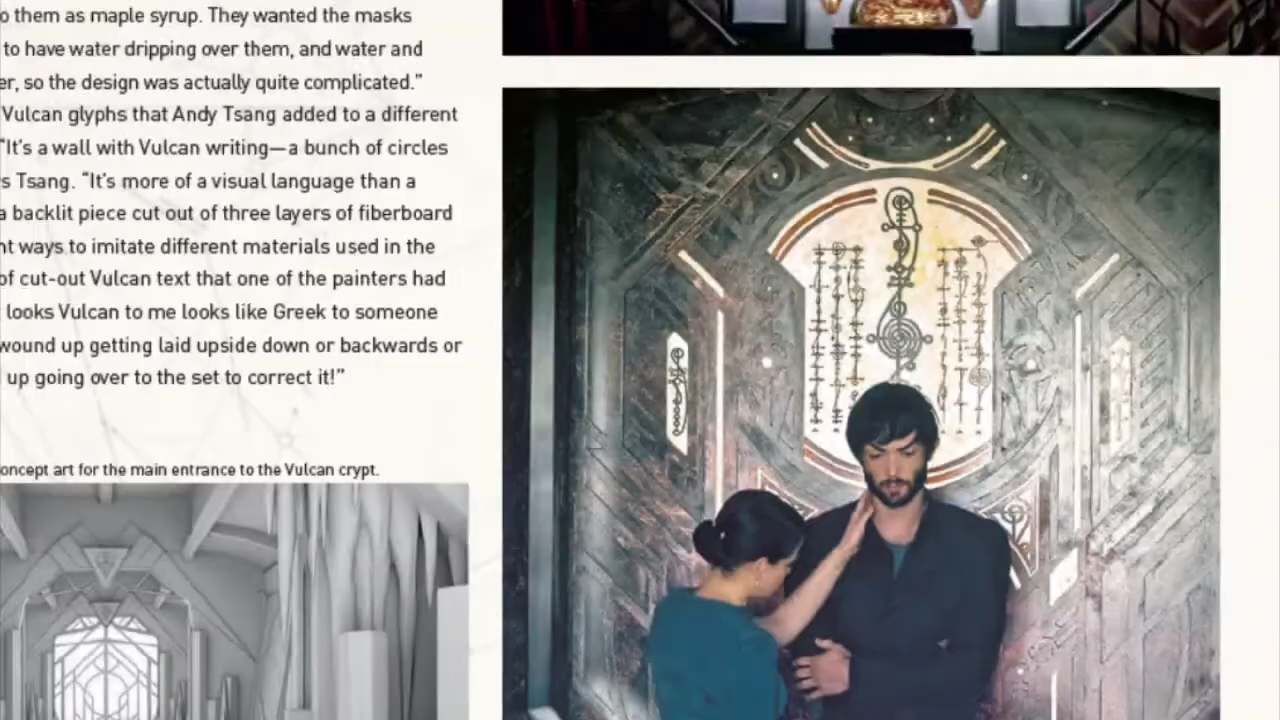 o them as maple syrup. They wanted the masks
to have water dripping over them, and water and
er, so the design was actually quite complicated.”
Vulcan glyphs that Andy Tsang added to a different
“It’s a wall with Vulcan writing—a bunch of circles
s Tsang. “It’s more of a visual language than a
a backlit piece cut out of three layers of fiberboard
nt ways to imitate different materials used in the
of cut-out Vulcan text that one of the painters had
looks Vulcan to me looks like Greek to someone
wound up getting laid upside down or backwards or
up going over to the set to correct it!”
oncept art for the main entrance to the Vulcan crypt.